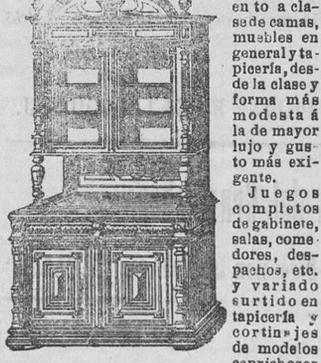 en to a cla-
se de camas,
muebles en
general y ta-
picería, des-
de la clase y
forma más
modesta á
la de mayor
lujo y gus-
to más exi-
gente.
Juegos
completos
de gabinete,
salas, come-
dores, des-
pachos, etc.
y variado
surtido en
tapicería y
cortinajes
de modelos